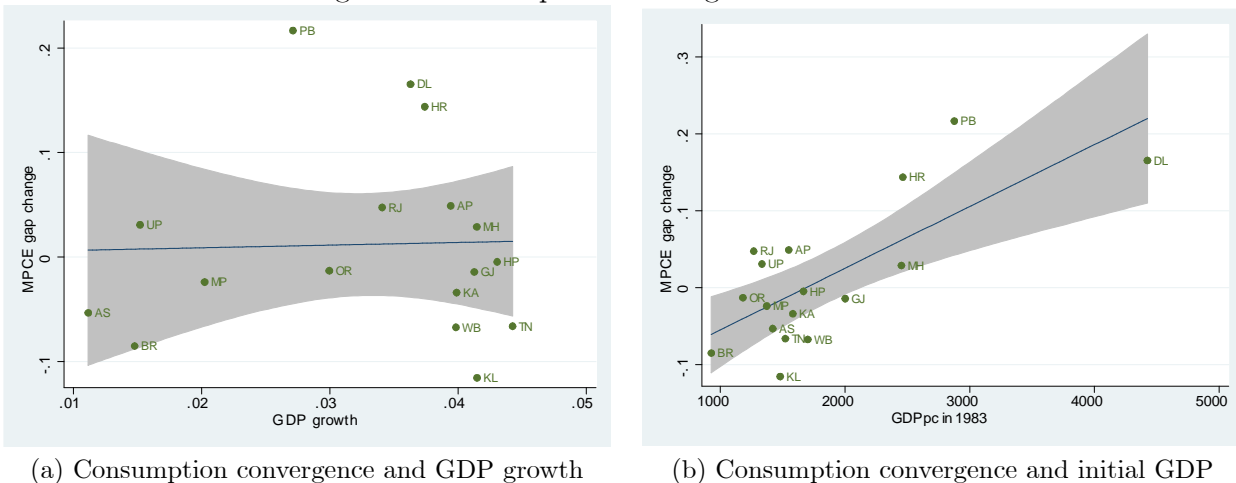 .2
.1
0
-.1
MPCE gap change
PB
DL
HR
RJ
AP
MH
UP
HP
OR
GJ
MP
KA
AS
WB
TN
BR
KL
.01 .02 .03 .04 .05
GDP growth
(a) Consumption convergence and GDP growth
.3
.2
.1
0
-.1
MPCE gap change
PB
DL
HR
RJ
AP
UP
MH
OR
HP
GJ
MP
KA
AS
TN
WB
BR
KL
1000 2000 3000 4000 5000
GDPpc in 1983
(b) Consumption convergence and initial GDP